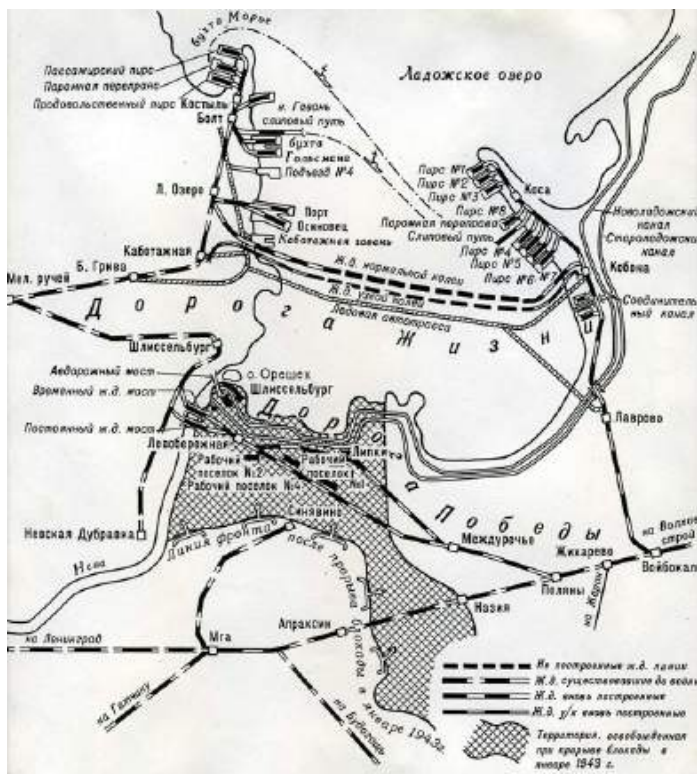 бухта Морье
Ладожское озеро
Пассажирский пирс
Паромная переправа
Продовольственный пирс
Костыль
Болт
н. Гавань
слиповый путь
бухта
Гольсмана
Подъезд №4
Л. Озеро
Порт
Осиновец
Каботажная гавань
Каботажная
Б. Грива
Мел. ручей
Пирс №1
Пирс №2
Пирс №3
Коса
Пирс №8
Паромная переправа
Слиповый путь
Пирс №4
Пирс №5
Пирс №6
№7
Новоладожский
канал
Староладожский
канал
Кобона
Соединитель
ный канал
Ж.д. нормальной колеи
Ж.д. узкой колеи
Ледовая автотрасса
Дорога Жизни
Шлиссельбург
Авдорожный мост
о. Орешек
Шлиссельбург
Временный ж.д. мост
Постоянный ж.д. мост
Левобережная
Рабочий
поселок №2
Рабочий поселок №4
Рабочий
поселок
№1
Липки
Лаврово
Дорога Победы
Синявино
Невская Дубравка
Нева
Линия фронта
после прорыва блокады в январе 1943г.
Междуречье
Жихарево
на Волхов
строй
Войбокало
Поляны
Назия
Апраксин
Мга
на Ленинград
на Гатчину
на Будогощь
Не построенные ж.д. линии
Ж.д. существовавшие до войны
Ж.д. вновь построенные
Ж.д. у/к вновь построенные
Территория, освобожденная
при прорыве блокады в
январе 1943 г.